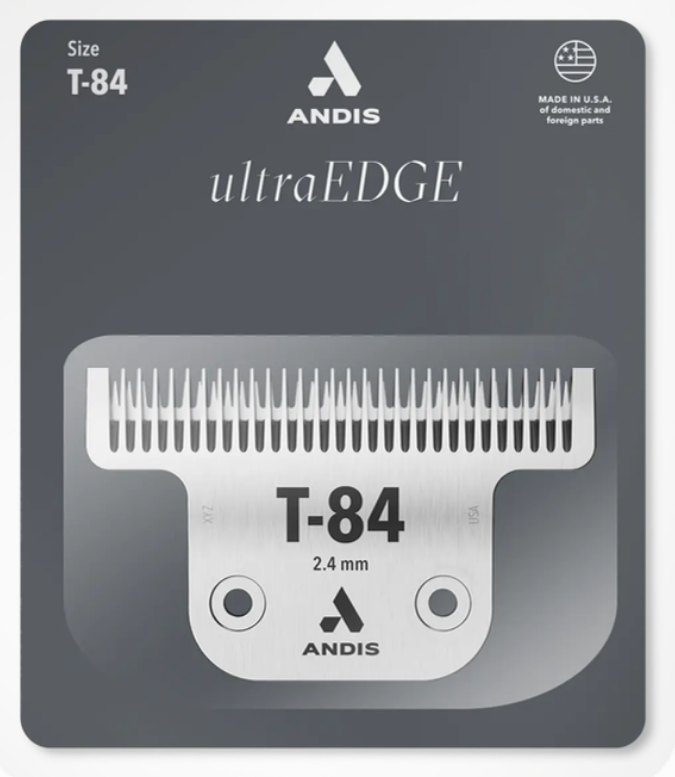 Size
T-84
ANDIS
MADE IN U.S.A.
of domestic and
foreign parts
ultraEDGE
XYZ
USA
T-84
2.4 mm
ANDIS